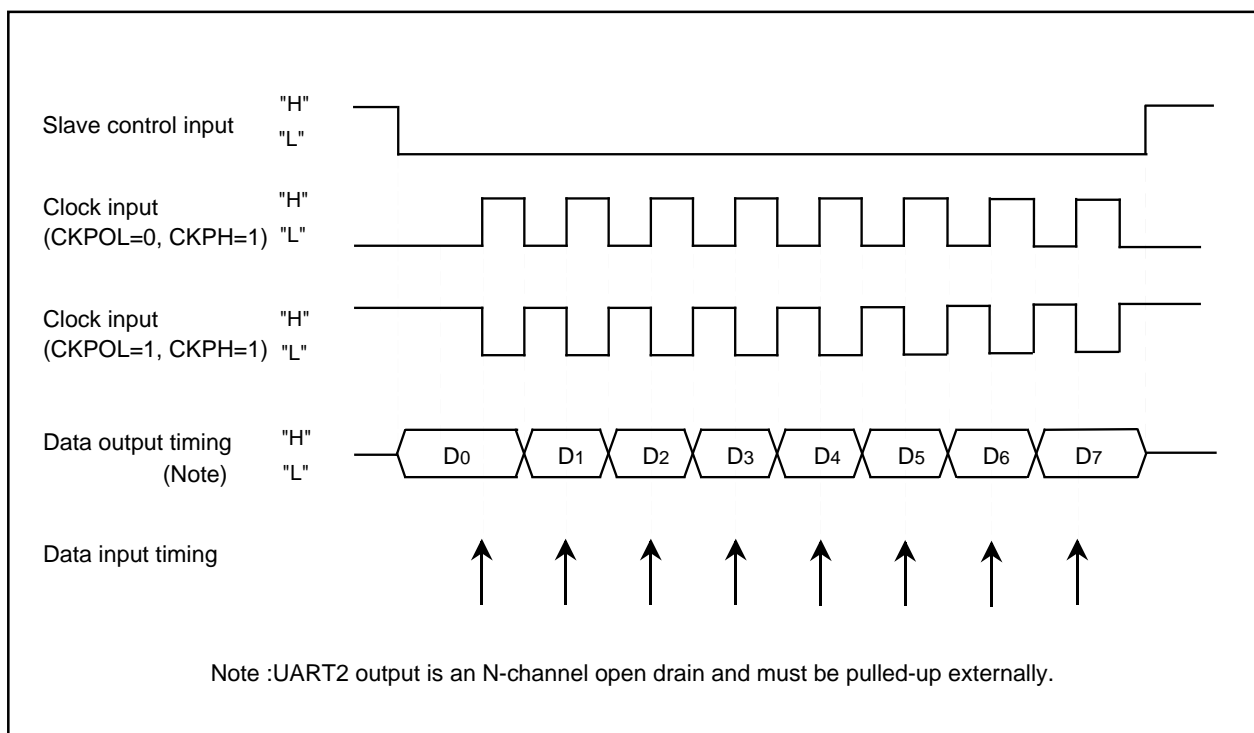 Slave control input
"H"
"L"
Clock input
(CKPOL=0, CKPH=1)
"H"
"L"
Clock input
(CKPOL=1, CKPH=1)
"H"
"L"
Data output timing
(Note)
"H"
"L"
D0 D1 D2 D3 D4 D5 D6 D7
Data input timing
Note :UART2 output is an N-channel open drain and must be pulled-up externally.